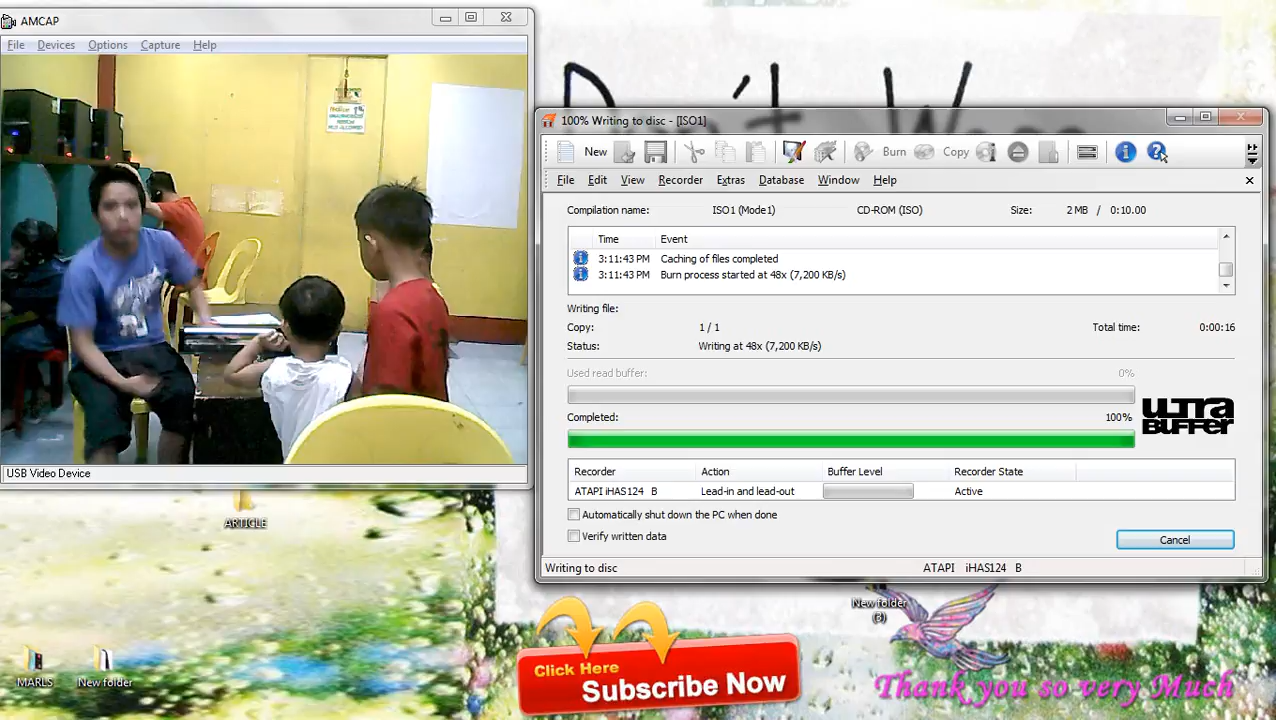 AMCAP
File Devices Options Capture Help
USB Video Device
100% Writing to disc - [ISO1]
New Burn Copy
File Edit View Recorder Extras Database Window Help
Compilation name: ISO1 (Mode1) CD-ROM (ISO) Size: 2 MB / 0:10.00
Time Event
3:11:43 PM Caching of files completed
3:11:43 PM Burn process started at 48x (7,200 KB/s)
Writing file:
Copy: 1 / 1 Total time: 0:00:16
Status: Writing at 48x (7,200 KB/s)
Used read buffer: 0%
Completed: 100%
ULTRA
BUFFER
Recorder Action Buffer Level Recorder State
ATAPI iHAS124 B Lead-in and lead-out Active
Automatically shut down the PC when done
Verify written data
Cancel
Writing to disc ATAPI iHAS124 B
ARTICLE
New folder
(3)
MARLS
New folder
Click Here
Subscribe Now
Thank you so very Much